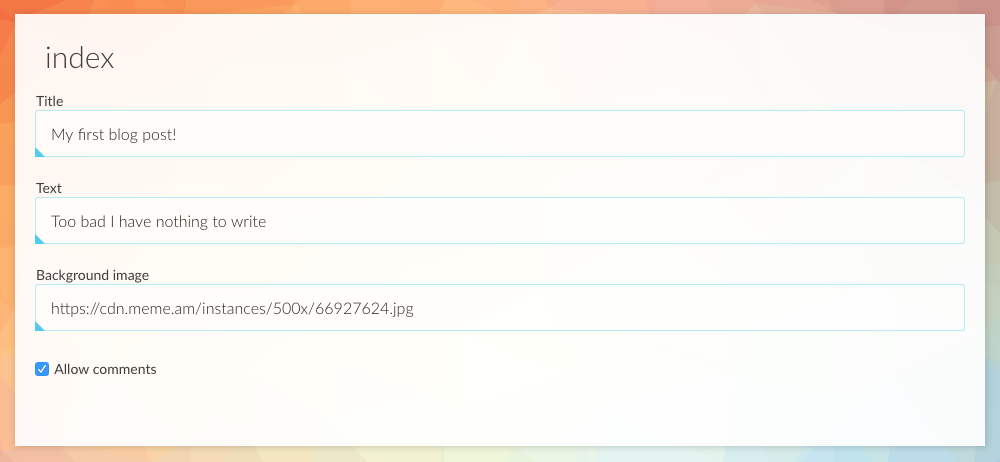 index
Title
My first blog post!
Text
Too bad I have nothing to write
Background image
https://cdn.meme.am/instances/500x/66927624.jpg
Allow comments